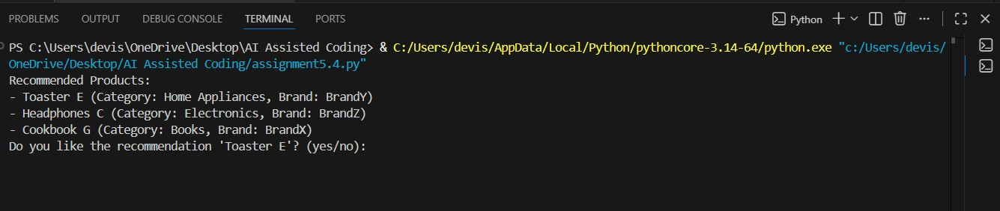 PROBLEMS OUTPUT DEBUG CONSOLE TERMINAL PORTS Python
PS C:\Users\devis\OneDrive\Desktop\AI Assisted Coding> & C:/Users/devis/AppData/Local/Python/pythoncore-3.14-64/python.exe "c:/Users/devis/
OneDrive/Desktop/AI Assisted Coding/assignment5.4.py"
Recommended Products:
- Toaster E (Category: Home Appliances, Brand: BrandY)
- Headphones C (Category: Electronics, Brand: BrandZ)
- Cookbook G (Category: Books, Brand: BrandX)
Do you like the recommendation 'Toaster E'? (yes/no):